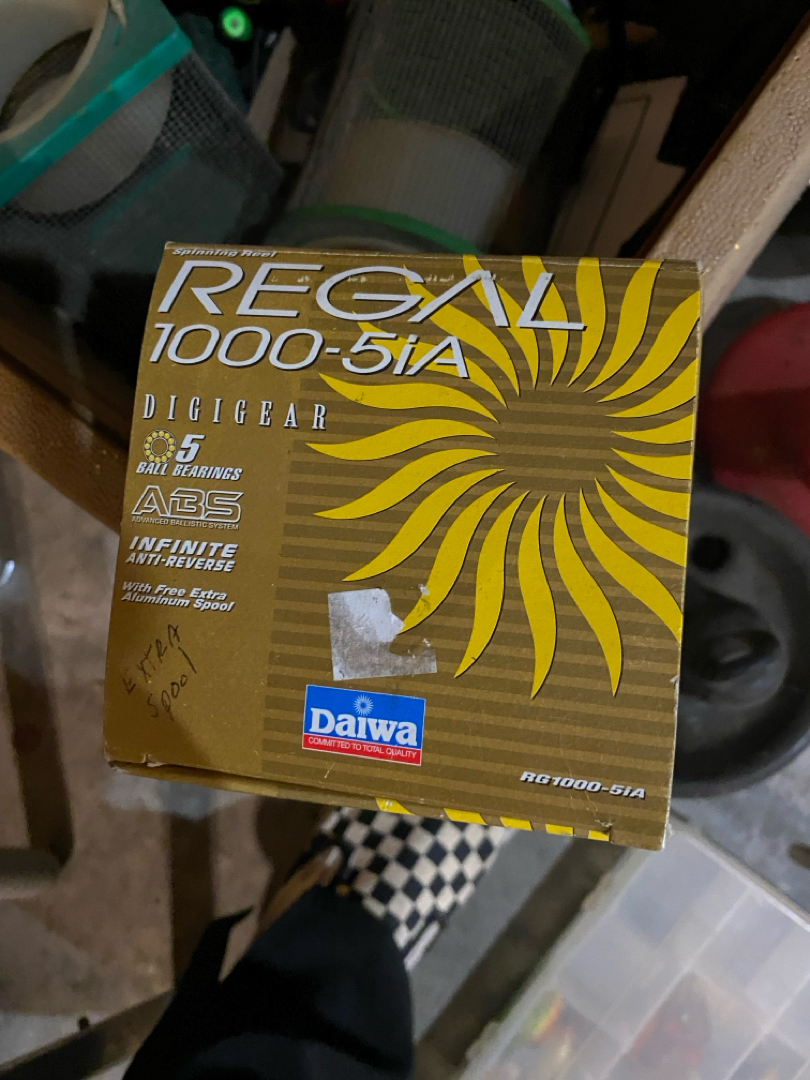 Spinning Reel
REGAL
1000-5iA
DIGIGEAR
5
BALL BEARINGS
ABS
ADVANCED BALLISTIC SYSTEM
INFINITE
ANTI-REVERSE
With Free Extra
Aluminum Spool
EXTRA
Spool
Daiwa
COMMITTED TO TOTAL QUALITY
RG1000-5iA